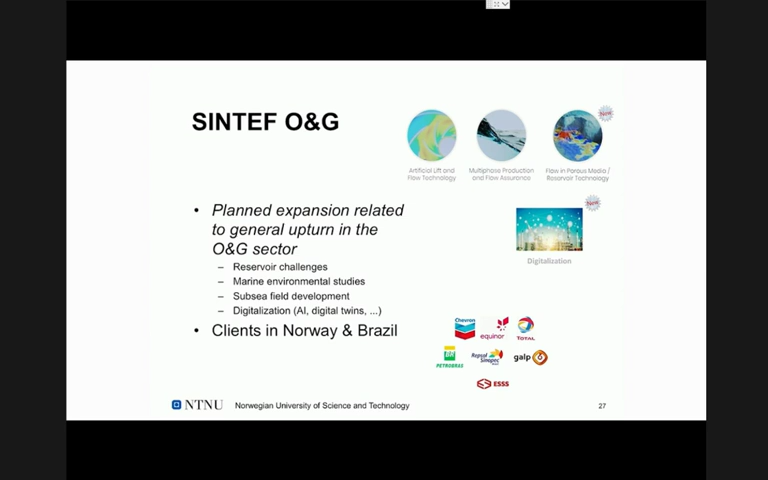 SINTEF O&G
New
Artificial Lift and
Flow Technology
Multiphase Production
and Flow Assurance
Flow in Porous Media /
Reservoir Technology
• Planned expansion related
to general upturn in the
O&G sector
– Reservoir challenges
– Marine environmental studies
– Subsea field development
– Digitalization (AI, digital twins, ...)
• Clients in Norway & Brazil
New
Digitalization
Chevron
equinor
TOTAL
BR
PETROBRAS
Repsol
Sinopec
galp
ESSS
NTNU
Norwegian University of Science and Technology
27